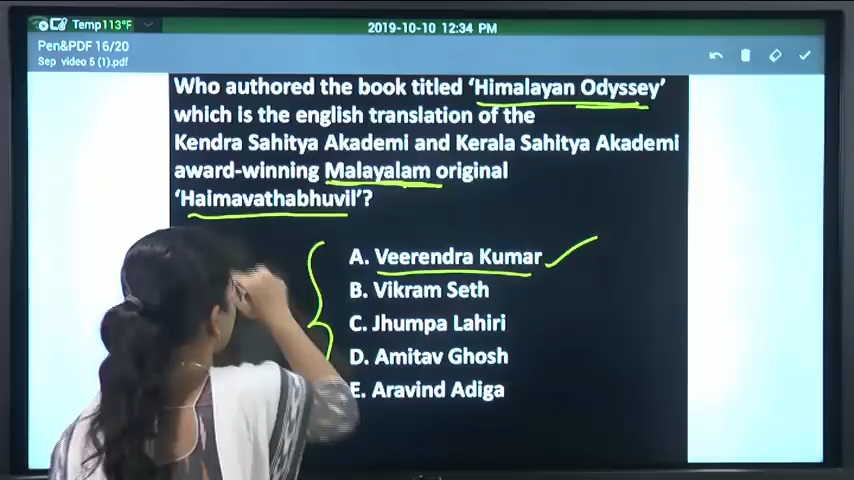 Temp113°F
2019-10-10 12:34 PM
Pen&PDF 16/20
Sep video 5 (1).pdf
Who authored the book titled ‘Himalayan Odyssey’
which is the english translation of the
Kendra Sahitya Akademi and Kerala Sahitya Akademi
award-winning Malayalam original
‘Haimavathabhuvil’?
A. Veerendra Kumar
B. Vikram Seth
C. Jhumpa Lahiri
D. Amitav Ghosh
E. Aravind Adiga